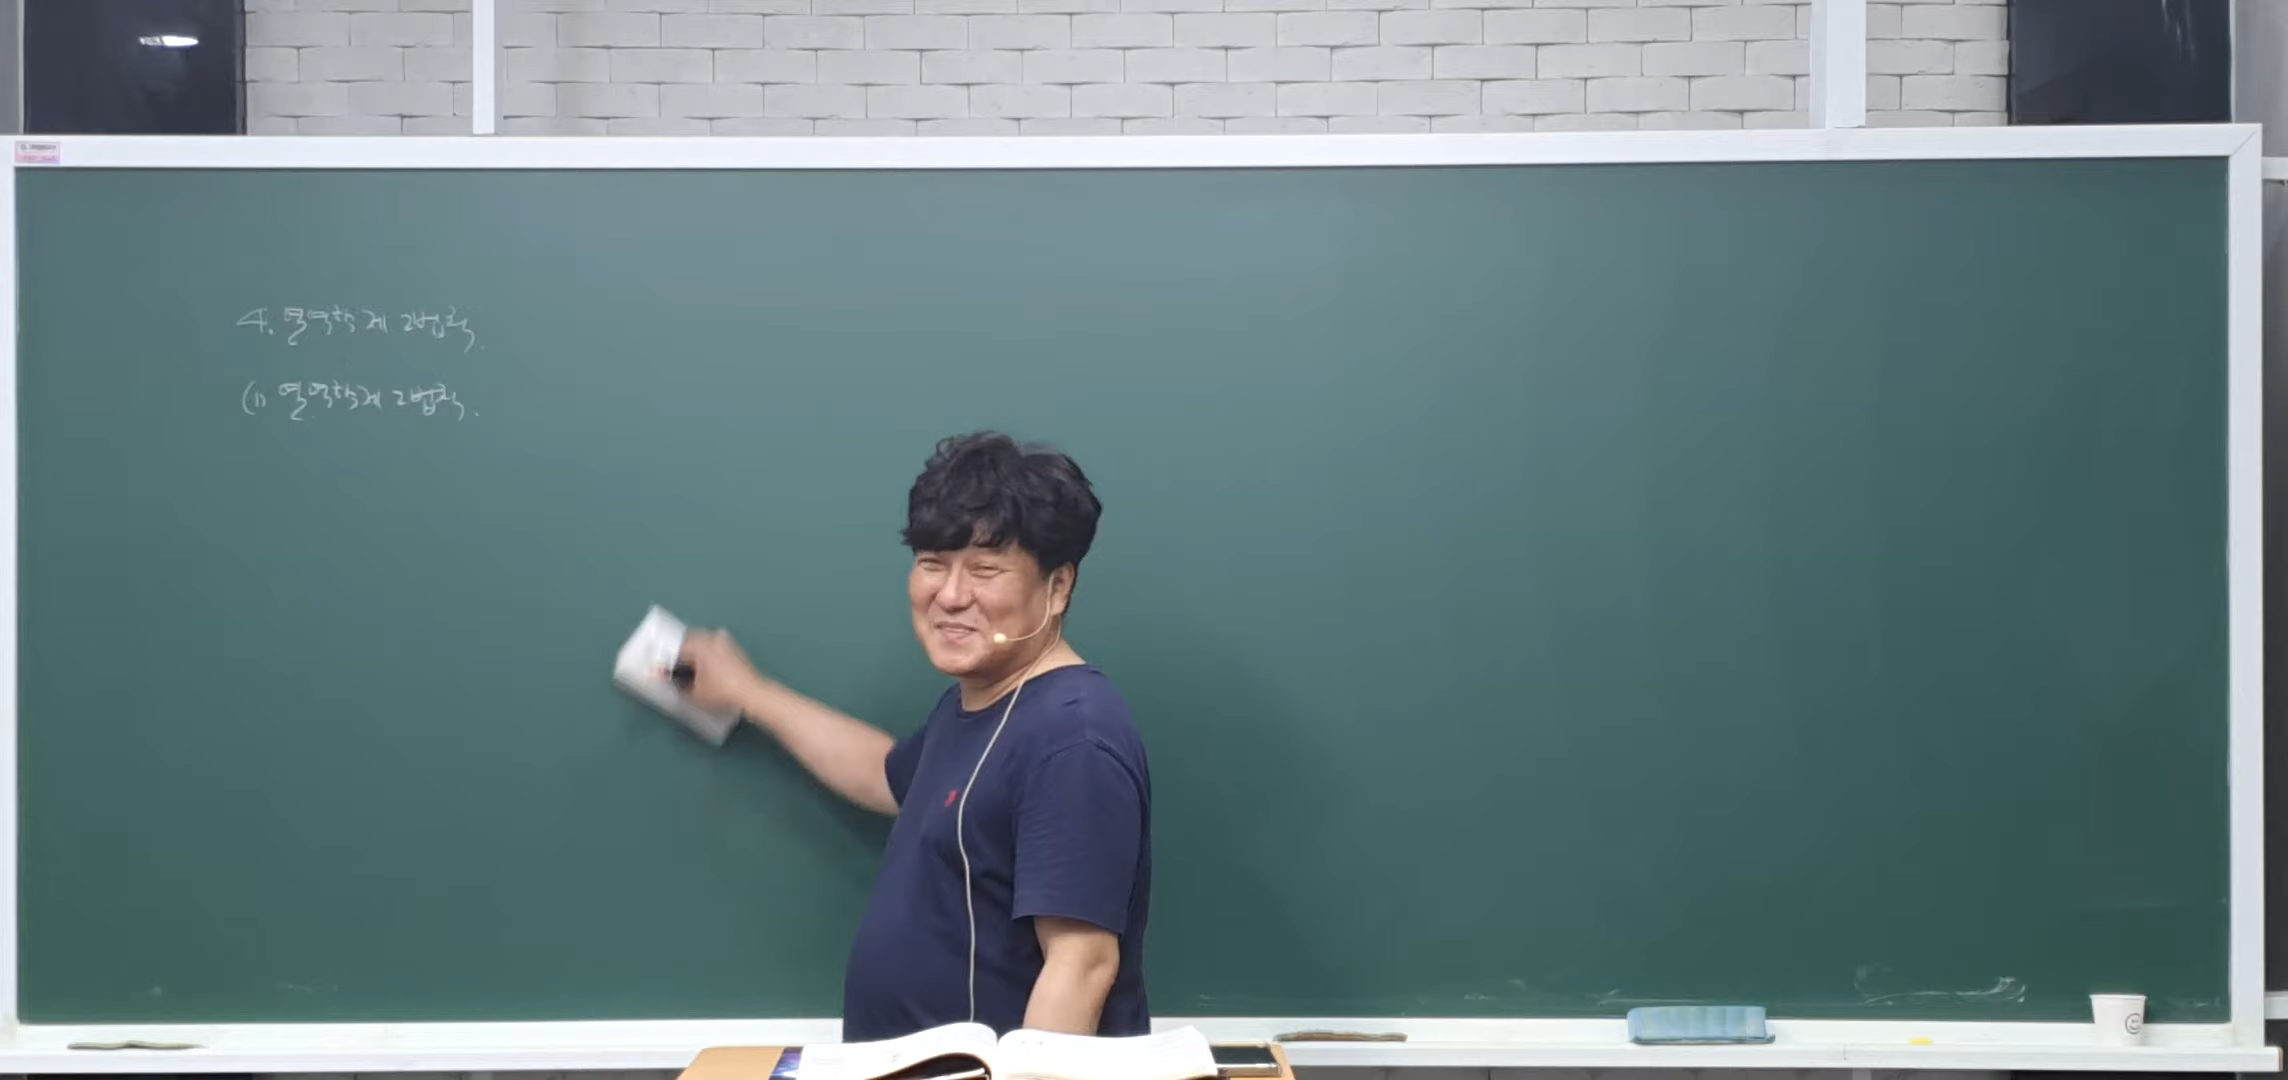 4. 열역학 제 2법칙.
(1) 열역학 제 2법칙.